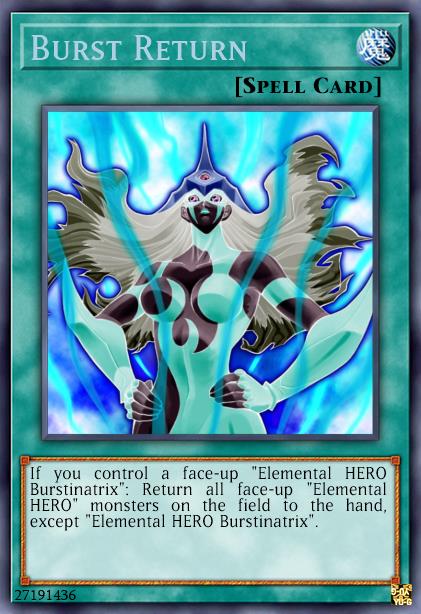 BURST RETURN
魔
[SPELL CARD]
If you control a face-up "Elemental HERO
Burstinatrix": Return all face-up "Elemental
HERO" monsters on the field to the hand,
except "Elemental HERO Burstinatrix".
27191436